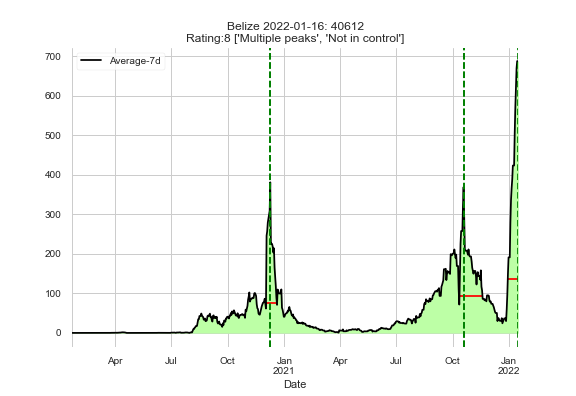 Belize 2022-01-16: 40612
Rating:8 ['Multiple peaks', 'Not in control']
700
Average-7d
600
500
400
300
200
100
0
Apr Jul Oct Jan Apr Jul Oct Jan
2021 2022
Date